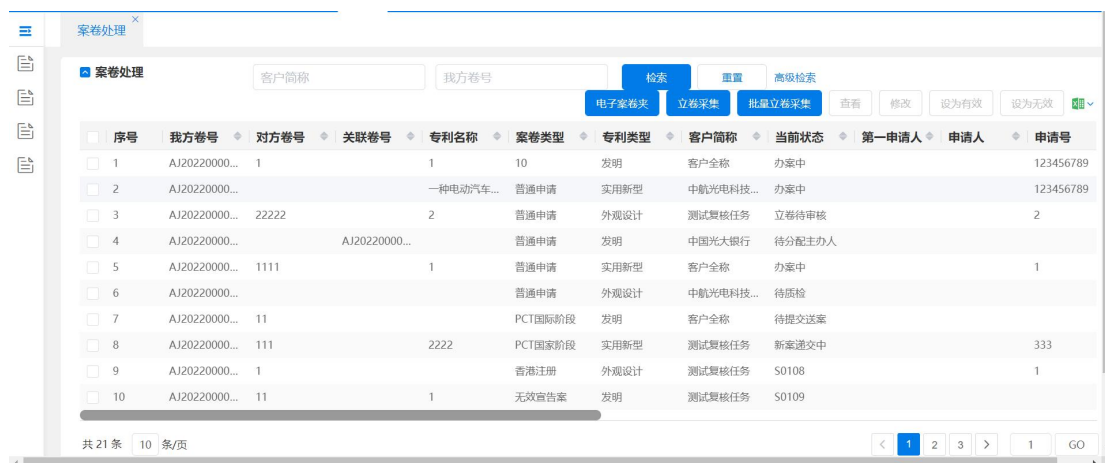 案卷处理 ×
案卷处理 客户简称 我方卷号 检索 重置 高级检索
电子案卷夹 立卷采集 批量立卷采集 查看 修改 设为有效 设为无效
序号 我方卷号 对方卷号 关联卷号 专利名称 案卷类型 专利类型 客户简称 当前状态 第一申请人 申请人 申请号
1 AJ20220000... 1 1 10 发明 客户全称 办案中 123456789
2 AJ20220000... 一种电动汽车... 普通申请 实用新型 中航光电科技... 办案中 123456789
3 AJ20220000... 22222 2 普通申请 外观设计 测试复核任务 立卷待审核 2
4 AJ20220000... AJ20220000... 普通申请 发明 中国光大银行 待分配主办人
5 AJ20220000... 1111 1 普通申请 实用新型 客户全称 办案中 1
6 AJ20220000... 普通申请 外观设计 中航光电科技... 待质检
7 AJ20220000... 11 PCT国际阶段 发明 客户全称 待提交送案
8 AJ20220000... 111 2222 PCT国家阶段 实用新型 测试复核任务 新案递交中 333
9 AJ20220000... 1 香港注册 外观设计 测试复核任务 S0108 1
10 AJ20220000... 11 1 无效宣告案 发明 测试复核任务 S0109
共 21 条 10 条/页 < 1 2 3 > 1 GO